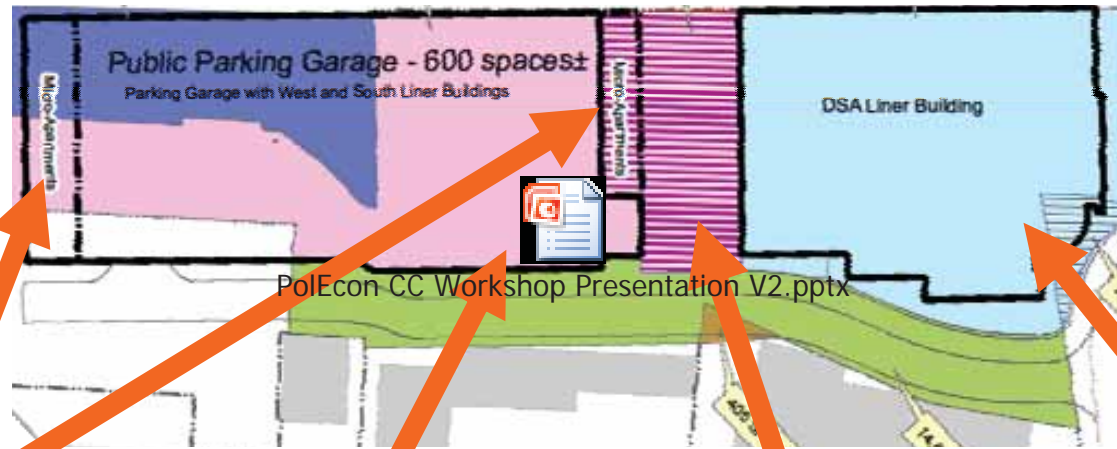 Public Parking Garage - 600 spaces±
Parking Garage with West and South Liner Buildings
Micro-Apartments
Micro-Apartments
DSA Liner Building
PolEcon CC Workshop Presentation V2.pptx